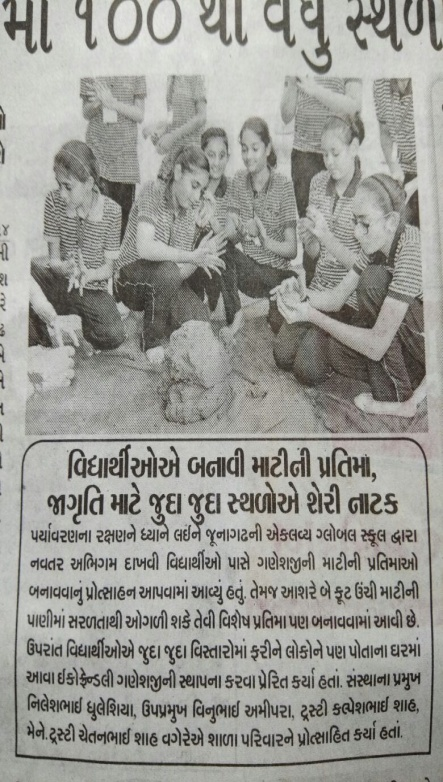 માં ૧૦૦ થી વધુ સ્થળ
વિદ્યાર્થીઓએ બનાવી માટીની પ્રતિમા,
જાગૃતિ માટે જુદા જુદા સ્થળોએ શેરી નાટક
પર્યાવરણના રક્ષણને ધ્યાને લઈને જૂનાગઢની એકલવ્ય ગ્લોબલ સ્કૂલ દ્વારા
નવતર અભિગમ દાખવી વિદ્યાર્થીઓ પાસે ગણેશજીની માટીની પ્રતિમાઓ
બનાવવાનું પ્રોત્સાહન આપવામાં આવ્યું હતું. તેમજ આશરે બે ફૂટ ઉંચી માટીની
પાણીમાં સરળતાથી ઓગળી શકે તેવી વિશેષ પ્રતિમા પણ બનાવવામાં આવી છે.
ઉપરાંત વિદ્યાર્થીઓએ જુદા જુદા વિસ્તારોમાં ફરીને લોકોને પણ પોતાના ઘરમાં
આવા ઇકોફ્રેન્ડલી ગણેશજીની સ્થાપના કરવા પ્રેરિત કર્યા હતાં. સંસ્થાના પ્રમુખ
નિલેશભાઈ ધુલેશિયા, ઉપપ્રમુખ વિનુભાઈ અમીપરા, ટ્રસ્ટી કલ્પેશભાઈ શાહ,
મેને. ટ્રસ્ટી ચેતનભાઈ શાહ વગેરેએ શાળા પરિવારને પ્રોત્સાહિત કર્યા હતાં.